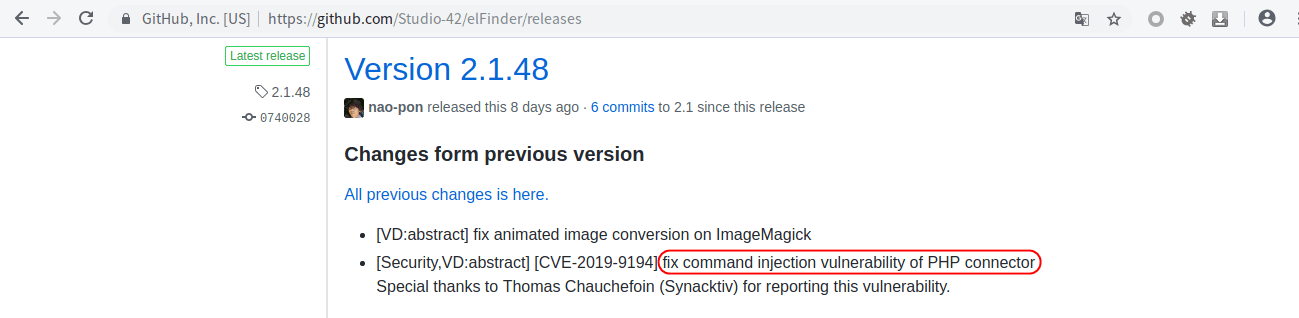 GitHub, Inc. [US] https://github.com/Studio-42/elFinder/releases
Latest release
2.1.48
0740028
Version 2.1.48
nao-pon released this 8 days ago · 6 commits to 2.1 since this release
Changes form previous version
All previous changes is here.
• [VD:abstract] fix animated image conversion on ImageMagick
• [Security,VD:abstract] [CVE-2019-9194] fix command injection vulnerability of PHP connector
Special thanks to Thomas Chauchefoin (Synacktiv) for reporting this vulnerability.